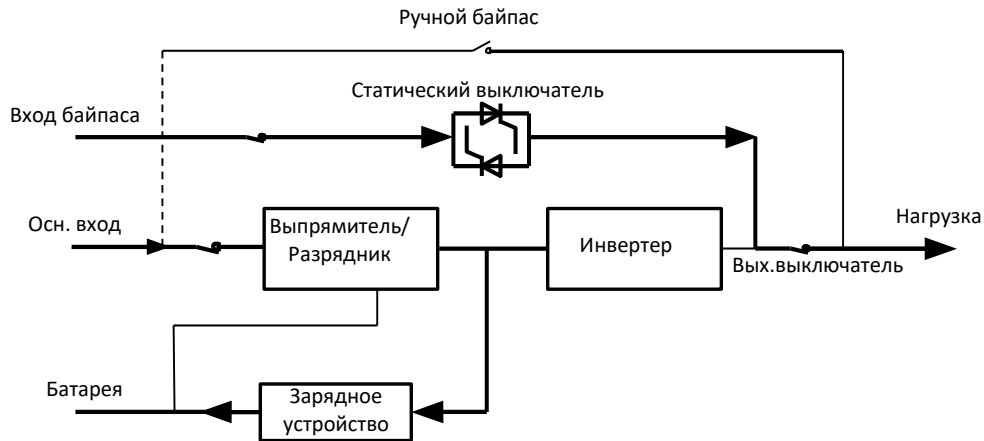 Ручной байпас
Статический выключатель
Вход байпаса
Осн. вход
Выпрямитель/
Разрядник
Инвертер
Нагрузка
Вых.выключатель
Батарея
Зарядное
устройство